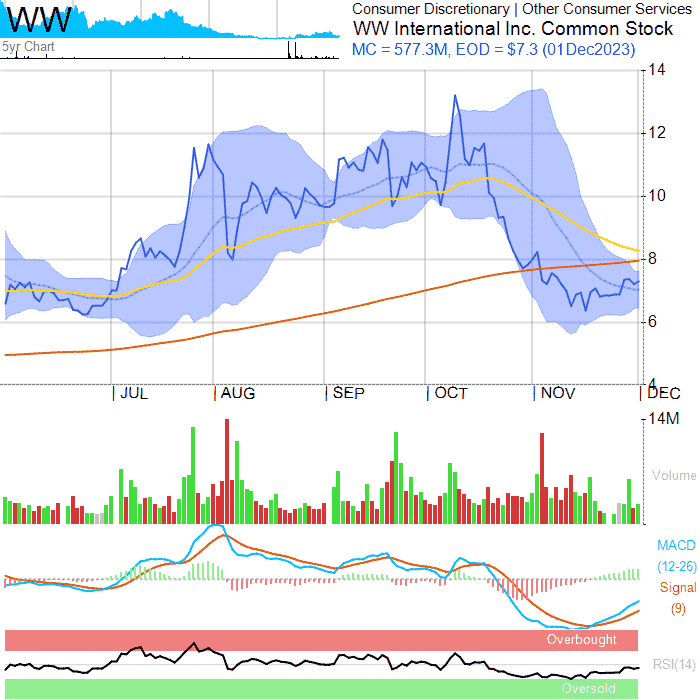 WW
Consumer Discretionary | Other Consumer Services
WW International Inc. Common Stock
MC = 577.3M, EOD = $7.3 (01Dec2023)
5yr Chart
14
12
10
8
6
4
JUL AUG SEP OCT NOV DEC
14M
Volume
MACD
(12-26)
Signal
(9)
Overbought
RSI(14)
Oversold